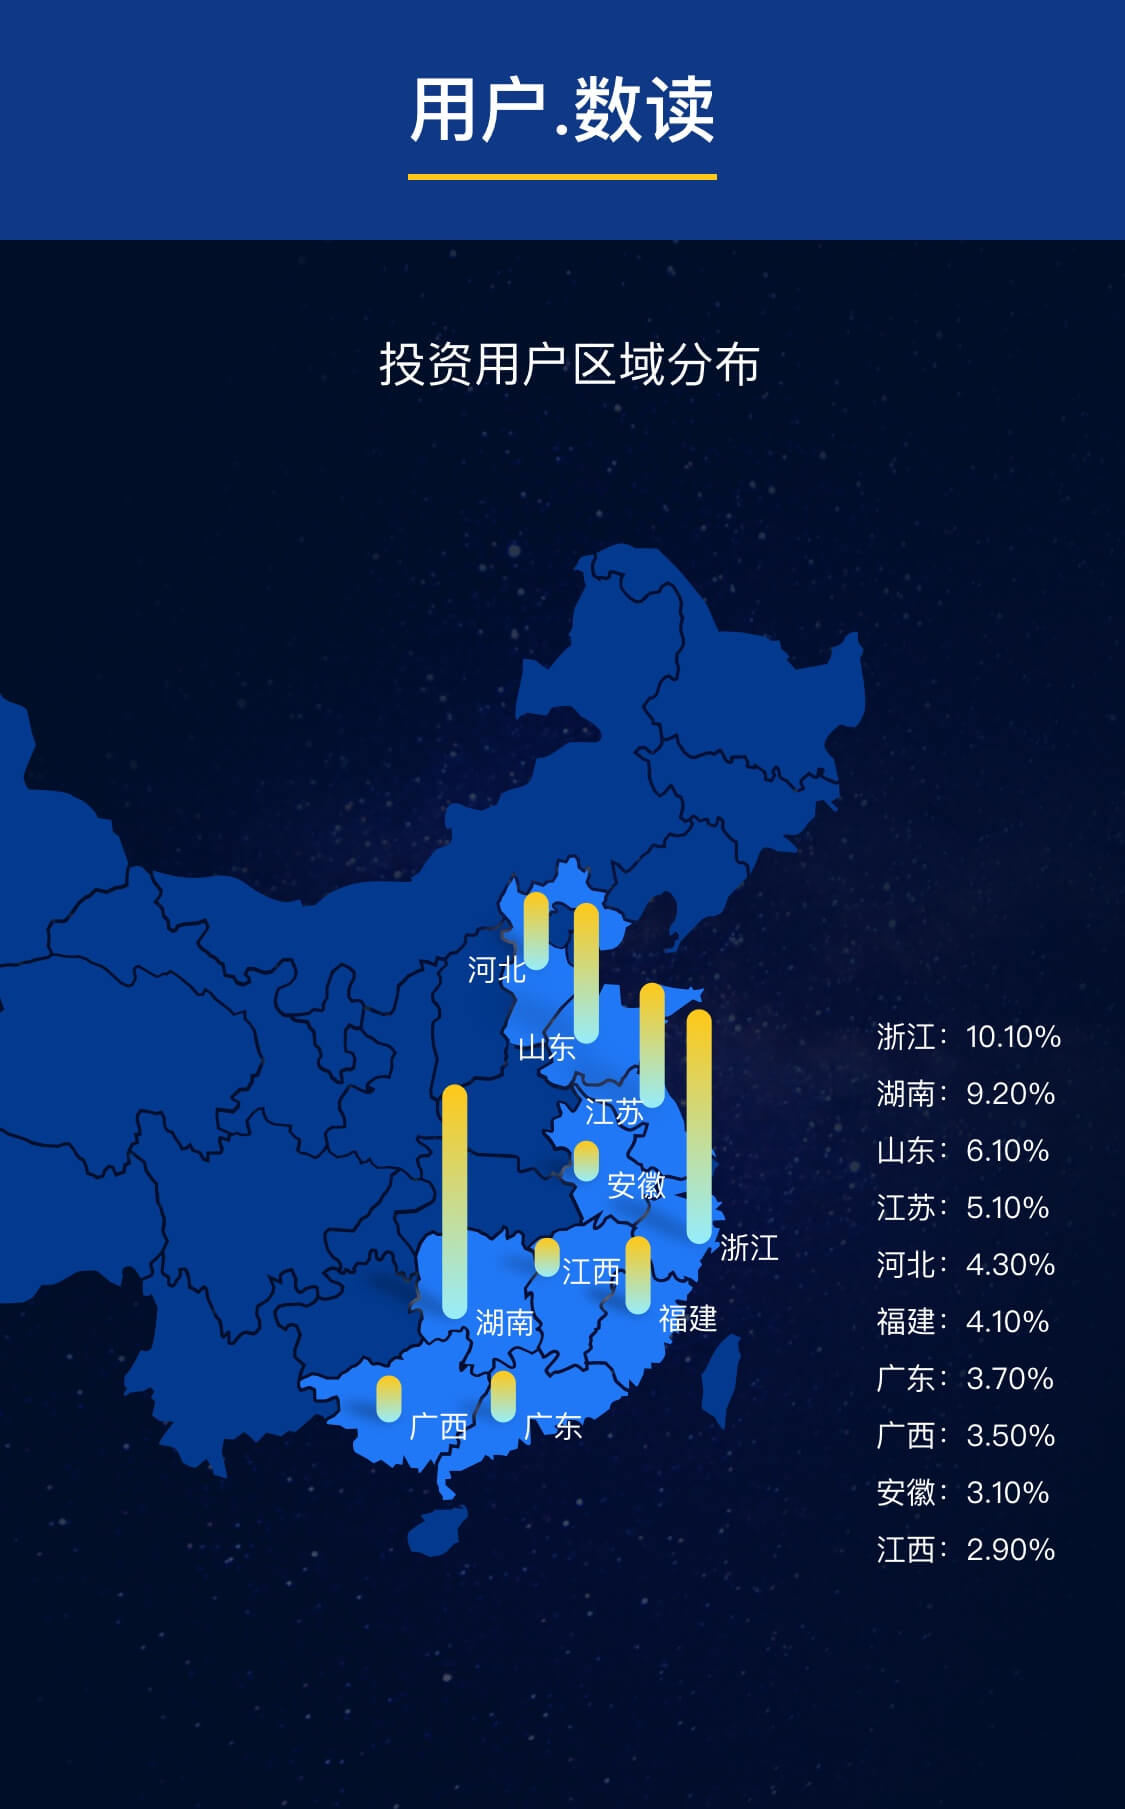 用户.数读
投资用户区域分布
河北
山东
江苏
安徽
浙江
江西
福建
湖南
广西
广东
浙江：10.10%
湖南：9.20%
山东：6.10%
江苏：5.10%
河北：4.30%
福建：4.10%
广东：3.70%
广西：3.50%
安徽：3.10%
江西：2.90%